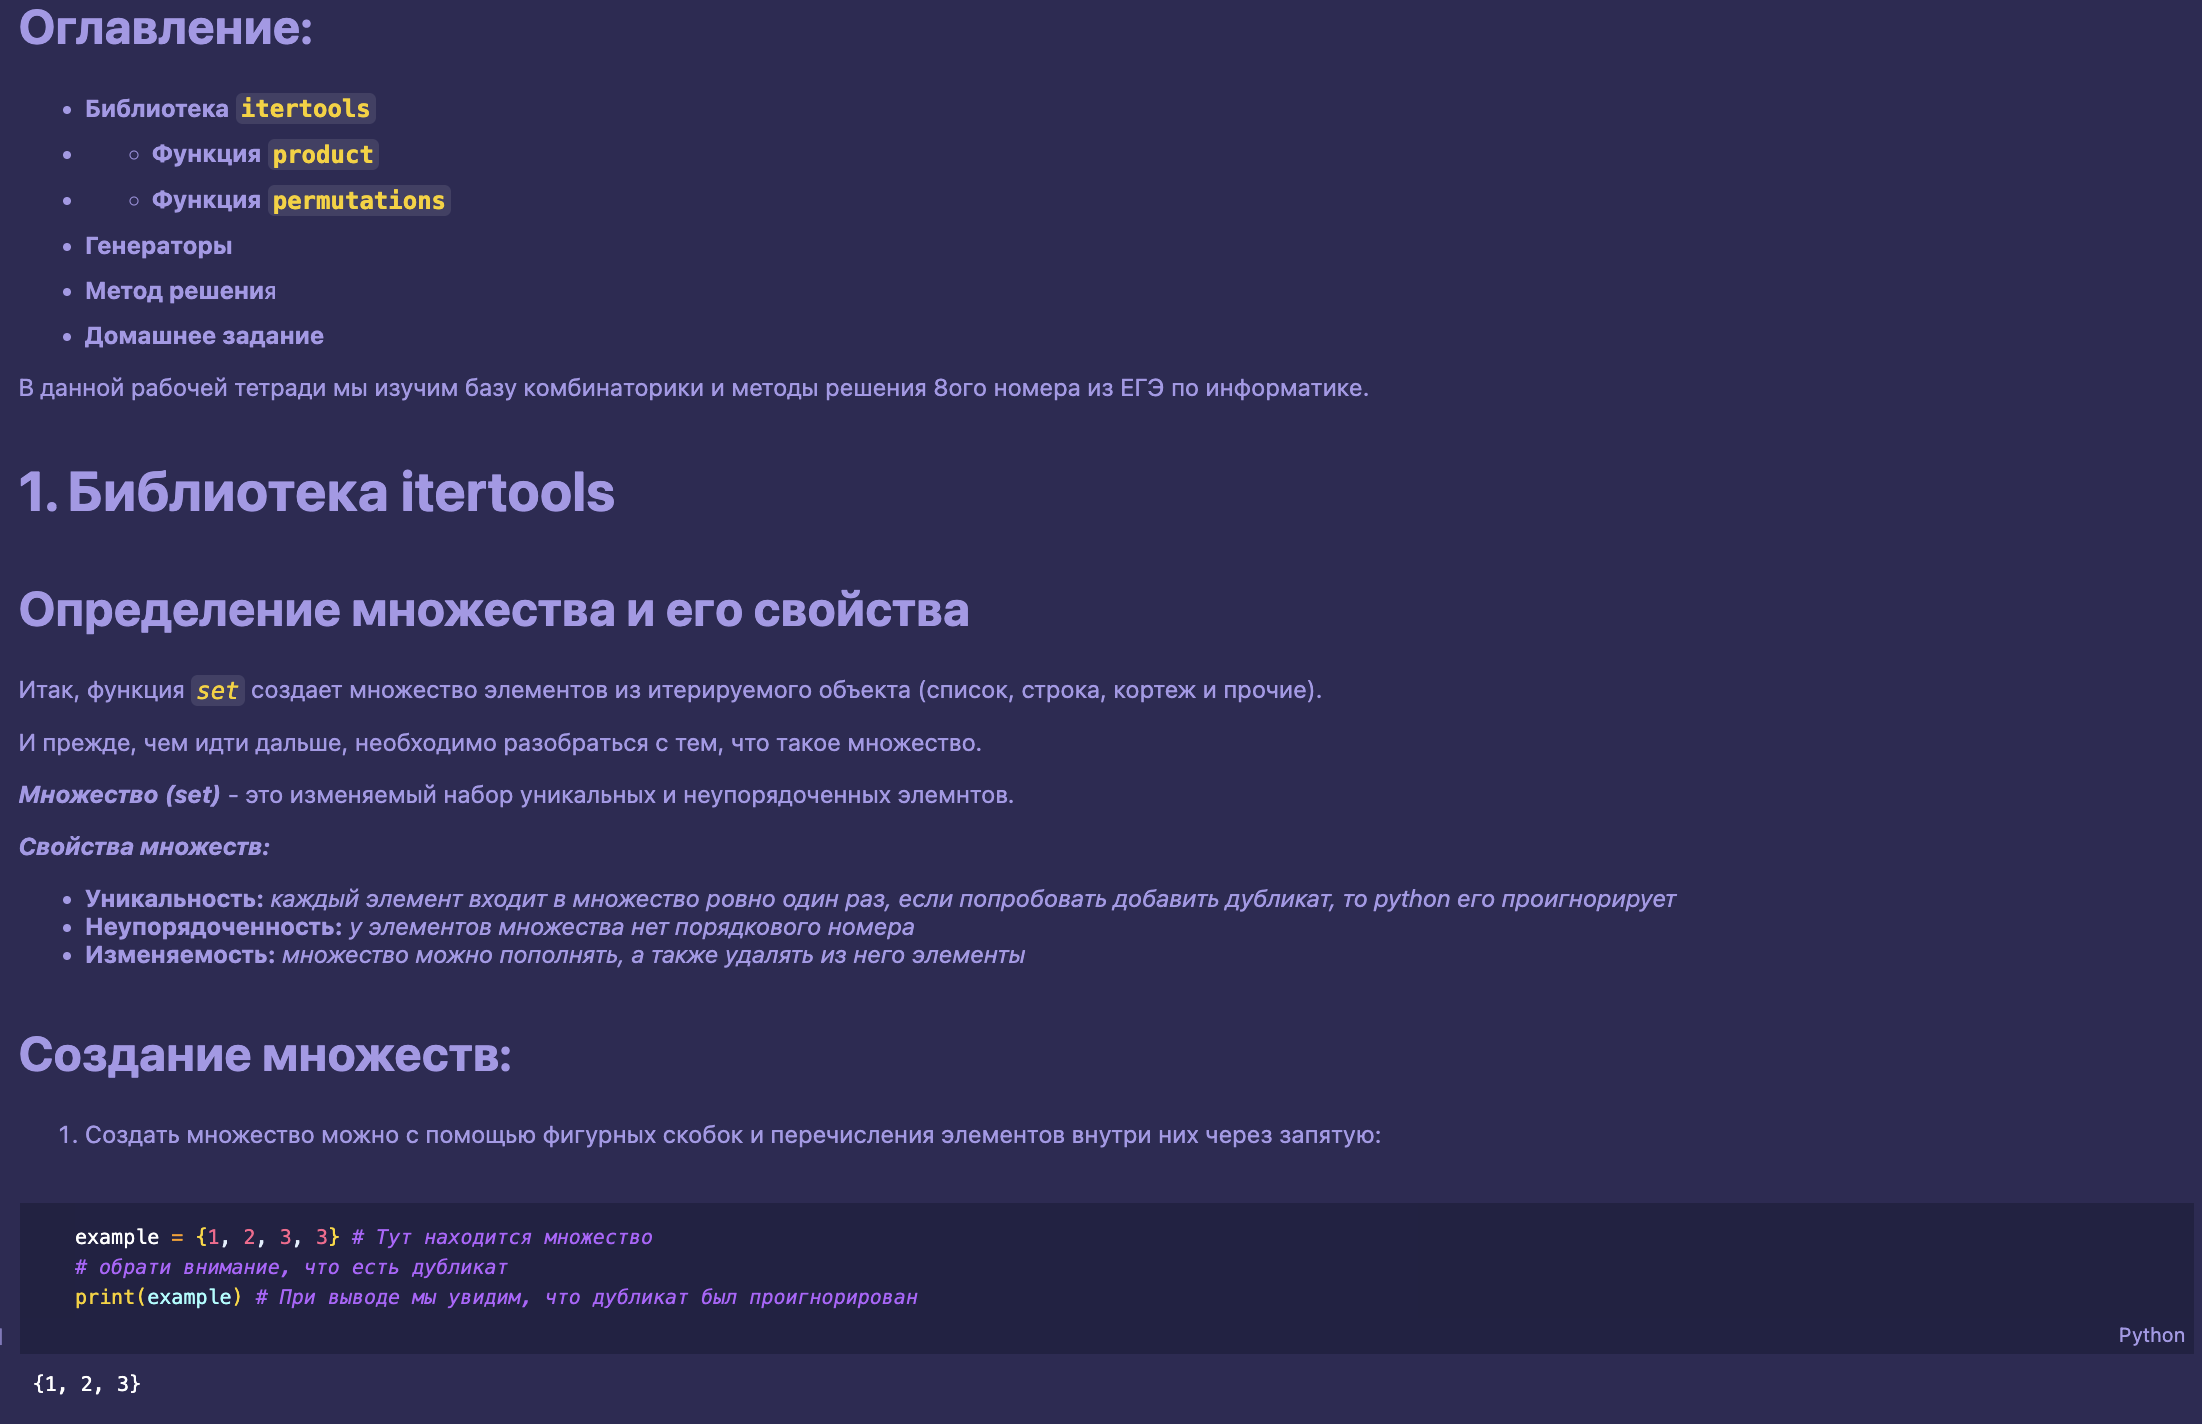 Оглавление:
Библиотека itertools
Функция product
Функция permutations
Генераторы
Метод решения
Домашнее задание
В данной рабочей тетради мы изучим базу комбинаторики и методы решения 8ого номера из ЕГЭ по информатике.
1. Библиотека itertools
Определение множества и его свойства
Итак, функция set создает множество элементов из итерируемого объекта (список, строка, кортеж и прочие).
И прежде, чем идти дальше, необходимо разобраться с тем, что такое множество.
Множество (set) - это изменяемый набор уникальных и неупорядоченных элемнтов.
Свойства множеств:
Уникальность: каждый элемент входит в множество ровно один раз, если попробовать добавить дубликат, то python его проигнорирует
Неупорядоченность: у элементов множества нет порядкового номера
Изменяемость: множество можно пополнять, а также удалять из него элементы
Создание множеств:
1. Создать множество можно с помощью фигурных скобок и перечисления элементов внутри них через запятую:
example = {1, 2, 3, 3} # Тут находится множество
# обрати внимание, что есть дубликат
print(example) # При выводе мы увидим, что дубликат был проигнорирован
Python
{1, 2, 3}